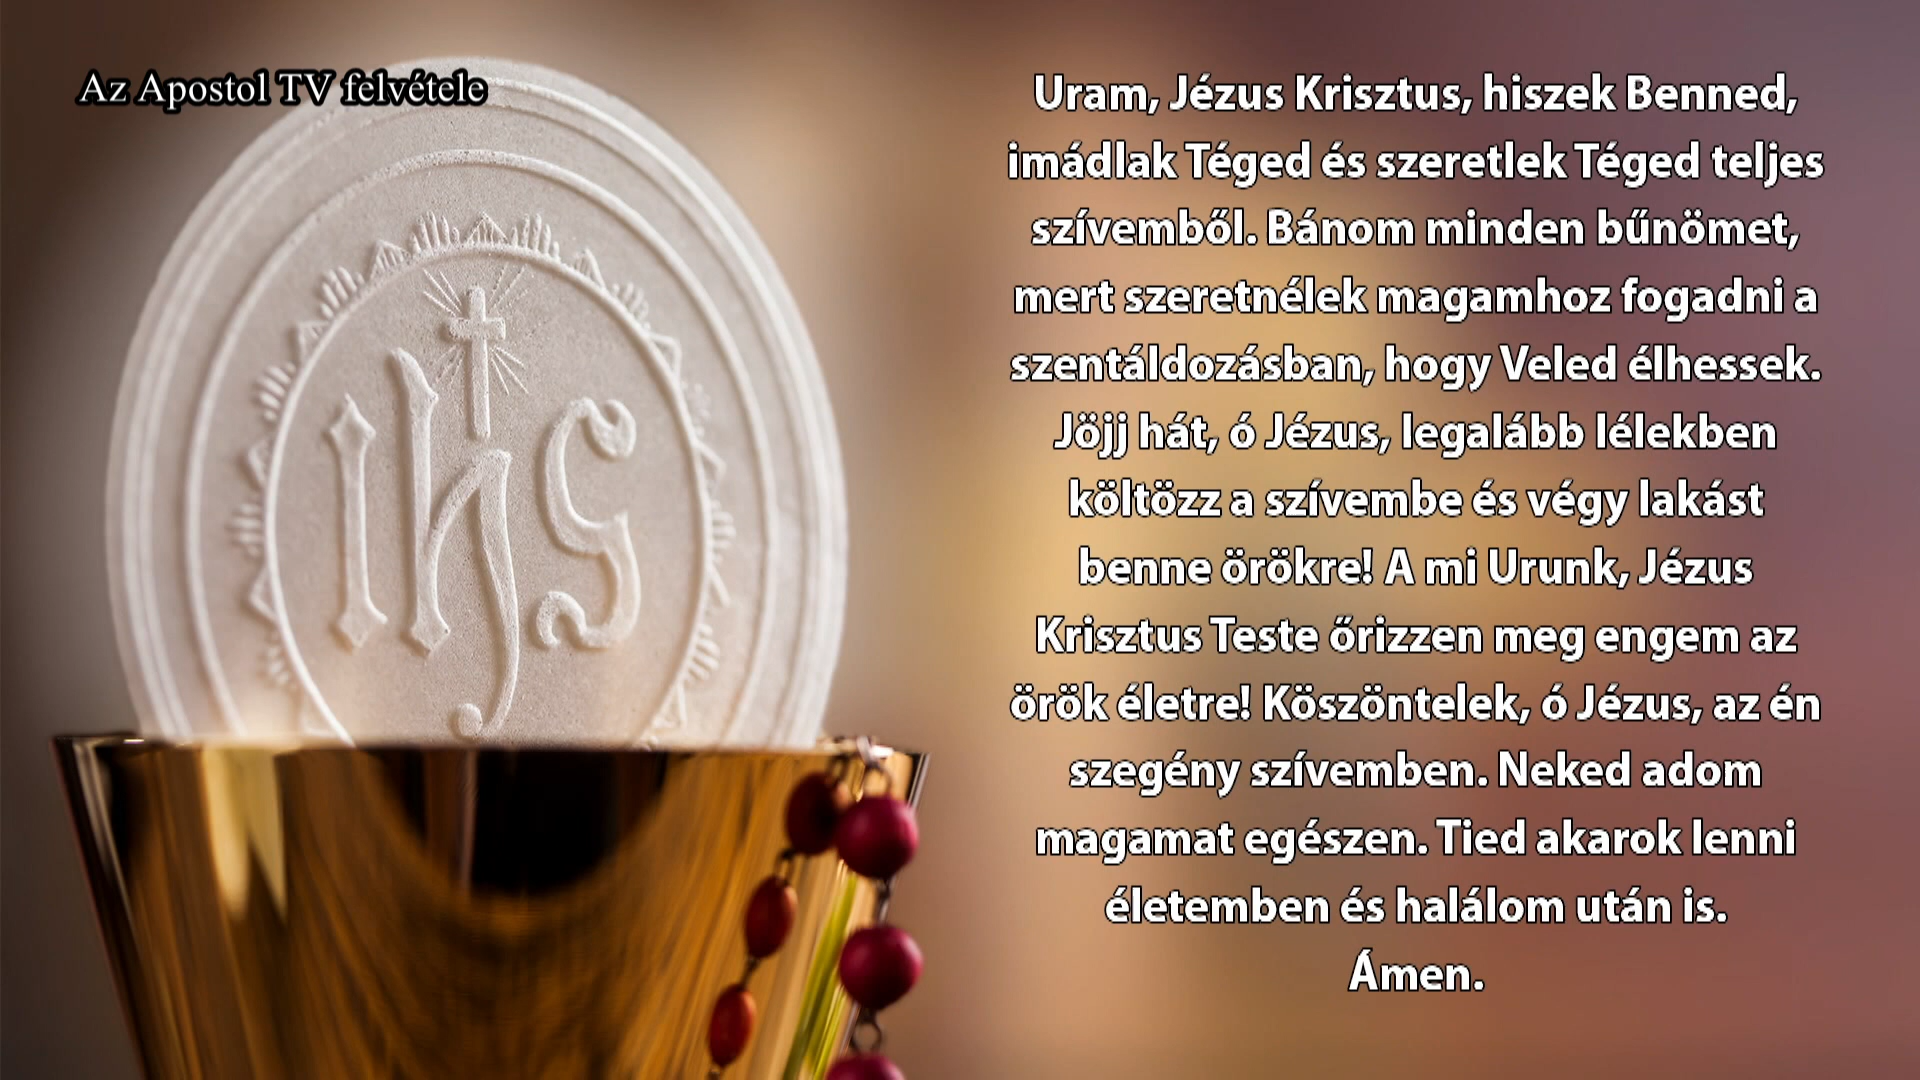 Az Apostol TV felvétele
Uram, Jézus Krisztus, hiszek Benned,
imádlak Téged és szeretlek Téged teljes
szívemből. Bánom minden bűnömet,
mert szeretnélek magamhoz fogadni a
szentáldozásban, hogy Veled élhessek.
Jöjj hát, ó Jézus, legalább lélekben
költözz a szívembe és végy lakást
benne örökre! A mi Urunk, Jézus
Krisztus Teste őrizzen meg engem az
örök életre! Köszöntelek, ó Jézus, az én
szegény szívemben. Neked adom
magamat egészen. Tied akarok lenni
életemben és halálom után is.
Ámen.
ihs